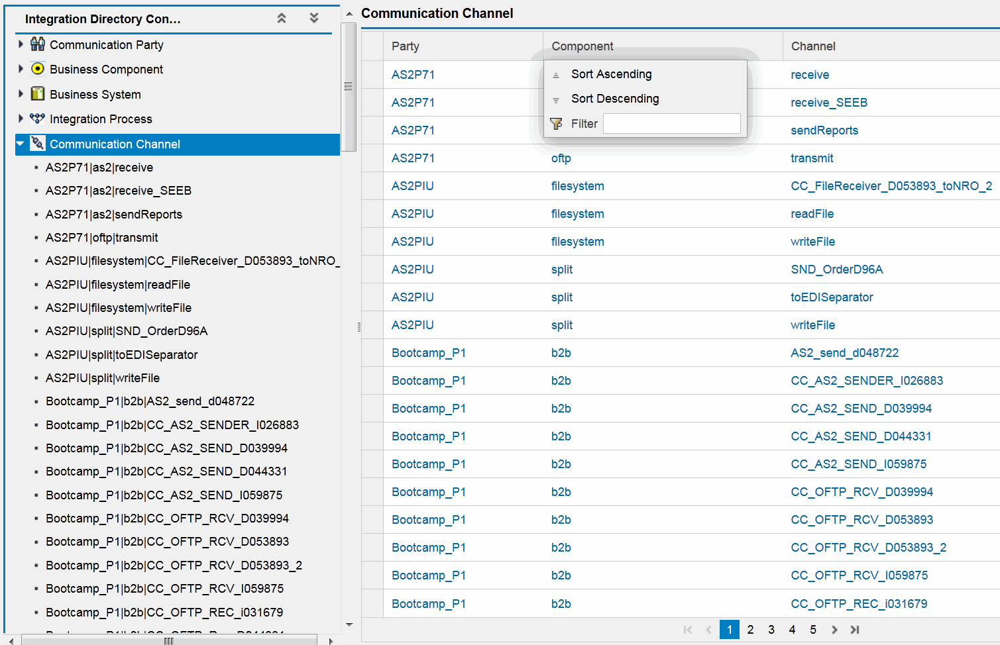 Integration Directory Con...
Communication Party
Business Component
Business System
Integration Process
Communication Channel
AS2P71|as2|receive
AS2P71|as2|receive_SEEB
AS2P71|as2|sendReports
AS2P71|oftp|transmit
AS2PIU|filesystem|CC_FileReceiver_D053893_toNRO_
AS2PIU|filesystem|readFile
AS2PIU|filesystem|writeFile
AS2PIU|split|SND_OrderD96A
AS2PIU|split|toEDISeparator
AS2PIU|split|writeFile
Bootcamp_P1|b2b|AS2_send_d048722
Bootcamp_P1|b2b|CC_AS2_SENDER_I026883
Bootcamp_P1|b2b|CC_AS2_SEND_D039994
Bootcamp_P1|b2b|CC_AS2_SEND_D044331
Bootcamp_P1|b2b|CC_AS2_SEND_I059875
Bootcamp_P1|b2b|CC_OFTP_RCV_D039994
Bootcamp_P1|b2b|CC_OFTP_RCV_D053893
Bootcamp_P1|b2b|CC_OFTP_RCV_D053893_2
Bootcamp_P1|b2b|CC_OFTP_RCV_I059875
Bootcamp_P1|b2b|CC_OFTP_REC_i031679
Communication Channel
Party Component Channel
Sort Ascending
Sort Descending
Filter
AS2P71 receive
AS2P71 receive_SEEB
AS2P71 sendReports
AS2P71 oftp transmit
AS2PIU filesystem CC_FileReceiver_D053893_toNRO_2
AS2PIU filesystem readFile
AS2PIU filesystem writeFile
AS2PIU split SND_OrderD96A
AS2PIU split toEDISeparator
AS2PIU split writeFile
Bootcamp_P1 b2b AS2_send_d048722
Bootcamp_P1 b2b CC_AS2_SENDER_I026883
Bootcamp_P1 b2b CC_AS2_SEND_D039994
Bootcamp_P1 b2b CC_AS2_SEND_D044331
Bootcamp_P1 b2b CC_AS2_SEND_I059875
Bootcamp_P1 b2b CC_OFTP_RCV_D039994
Bootcamp_P1 b2b CC_OFTP_RCV_D053893
Bootcamp_P1 b2b CC_OFTP_RCV_D053893_2
Bootcamp_P1 b2b CC_OFTP_RCV_I059875
Bootcamp_P1 b2b CC_OFTP_REC_i031679
1 2 3 4 5